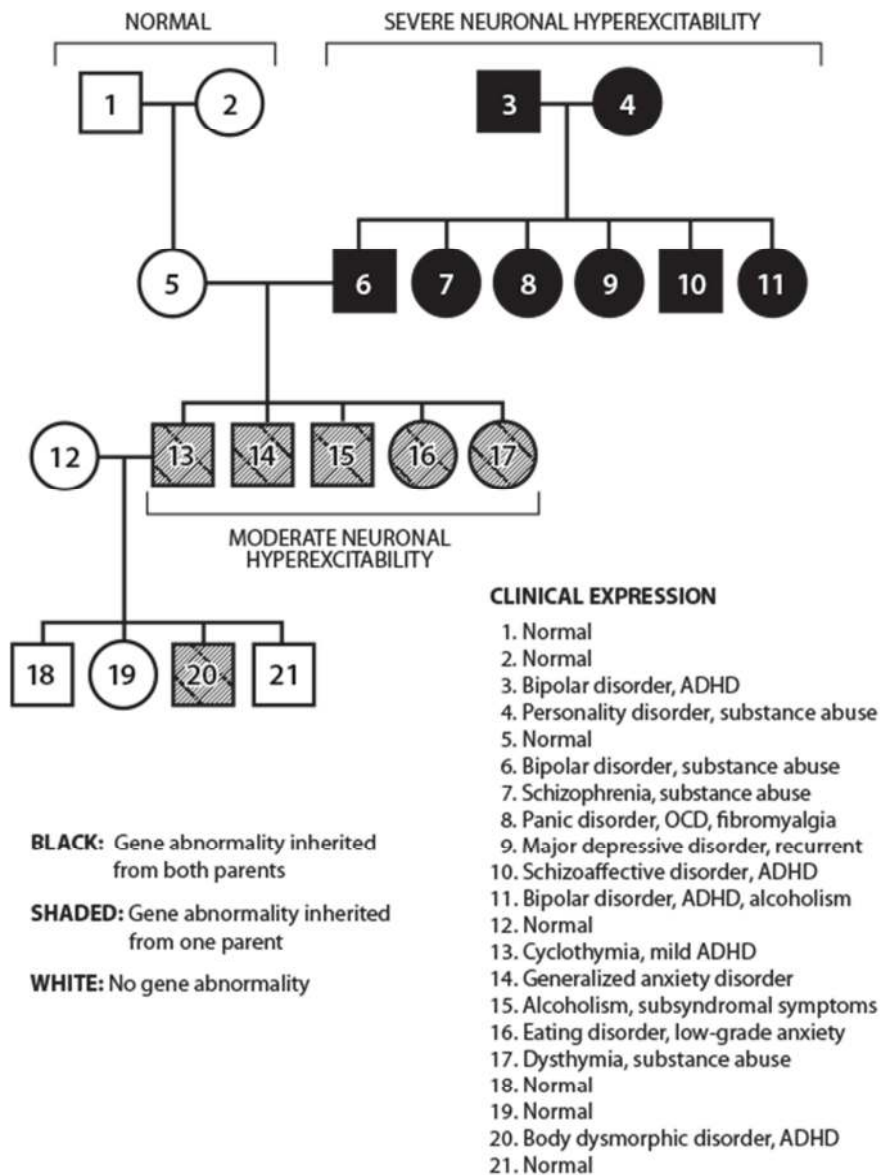 NORMAL
SEVERE NEURONAL HYPEREXCITABILITY
1
2
3
4
5
6
7
8
9
10
11
12
13
14
15
16
17
MODERATE NEURONAL
HYPEREXCITABILITY
18
19
20
21
BLACK: Gene abnormality inherited
from both parents
SHADED: Gene abnormality inherited
from one parent
WHITE: No gene abnormality
CLINICAL EXPRESSION
1. Normal
2. Normal
3. Bipolar disorder, ADHD
4. Personality disorder, substance abuse
5. Normal
6. Bipolar disorder, substance abuse
7. Schizophrenia, substance abuse
8. Panic disorder, OCD, fibromyalgia
9. Major depressive disorder, recurrent
10. Schizoaffective disorder, ADHD
11. Bipolar disorder, ADHD, alcoholism
12. Normal
13. Cyclothymia, mild ADHD
14. Generalized anxiety disorder
15. Alcoholism, subsyndromal symptoms
16. Eating disorder, low-grade anxiety
17. Dysthymia, substance abuse
18. Normal
19. Normal
20. Body dysmorphic disorder, ADHD
21. Normal